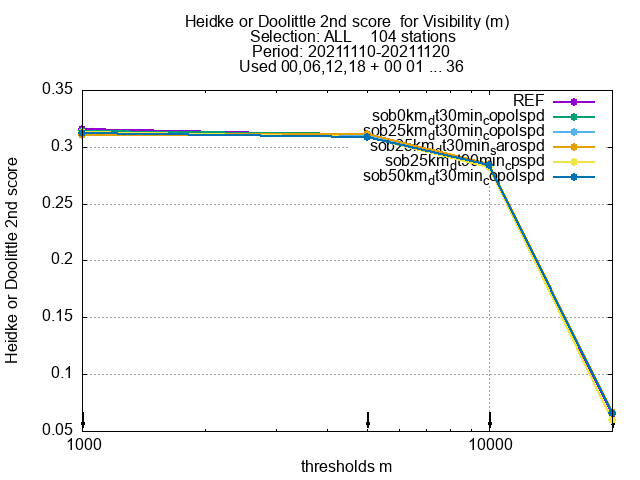 Heidke or Doolittle 2nd score  for Visibility (m)
Selection: ALL    104 stations
Period: 20211110-20211120
Used 00,06,12,18 + 00 01 ... 36
0.35
0.3
0.25
0.2
0.15
0.1
0.05
Heidke or Doolittle 2nd score
REF
sob0km_dt30min_copolspd
sob25km_dt30min_copolspd
sob25km_dt30min_sarospd
sob50km_dt30min_copolspd
1000
10000
thresholds m